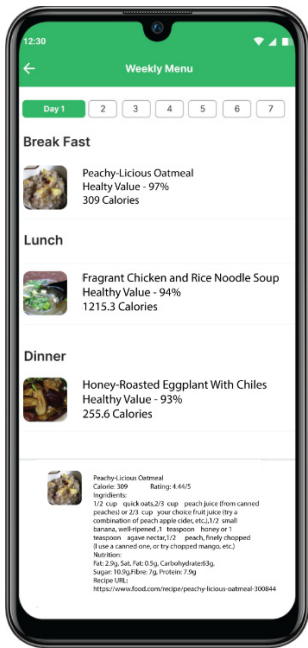 12:30
Weekly Menu
Day 1 2 3 4 5 6 7
Break Fast
Peachy-Licious Oatmeal
Healty Value - 97%
309 Calories
Lunch
Fragrant Chicken and Rice Noodle Soup
Healthy Value - 94%
1215.3 Calories
Dinner
Honey-Roasted Eggplant With Chiles
Healthy Value - 93%
255.6 Calories
Peachy-Licious Oatmeal
Calorie: 309 Rating: 4.44/5
Ingridients:
1/2 cup quick oats,2/3 cup peach juice (from canned
peaches) or 2/3 cup your choice fruit juice (try a
combination of peach apple cider, etc.),1/2 small
banana, well-ripened ,1 teaspoon honey or 1
teaspoon agave nectar,1/2 peach, finely chopped
(I use a canned one, or try chopped mango, etc.)
Nutrition:
Fat: 2.9g, Sat, Fat: 0.5g, Carbohydrate:63g,
Sugar: 10.9g,Fibre: 7g, Protein: 7.9g
Recipe URL:
https://www.food.com/recipe/peachy-licious-oatmeal-300844